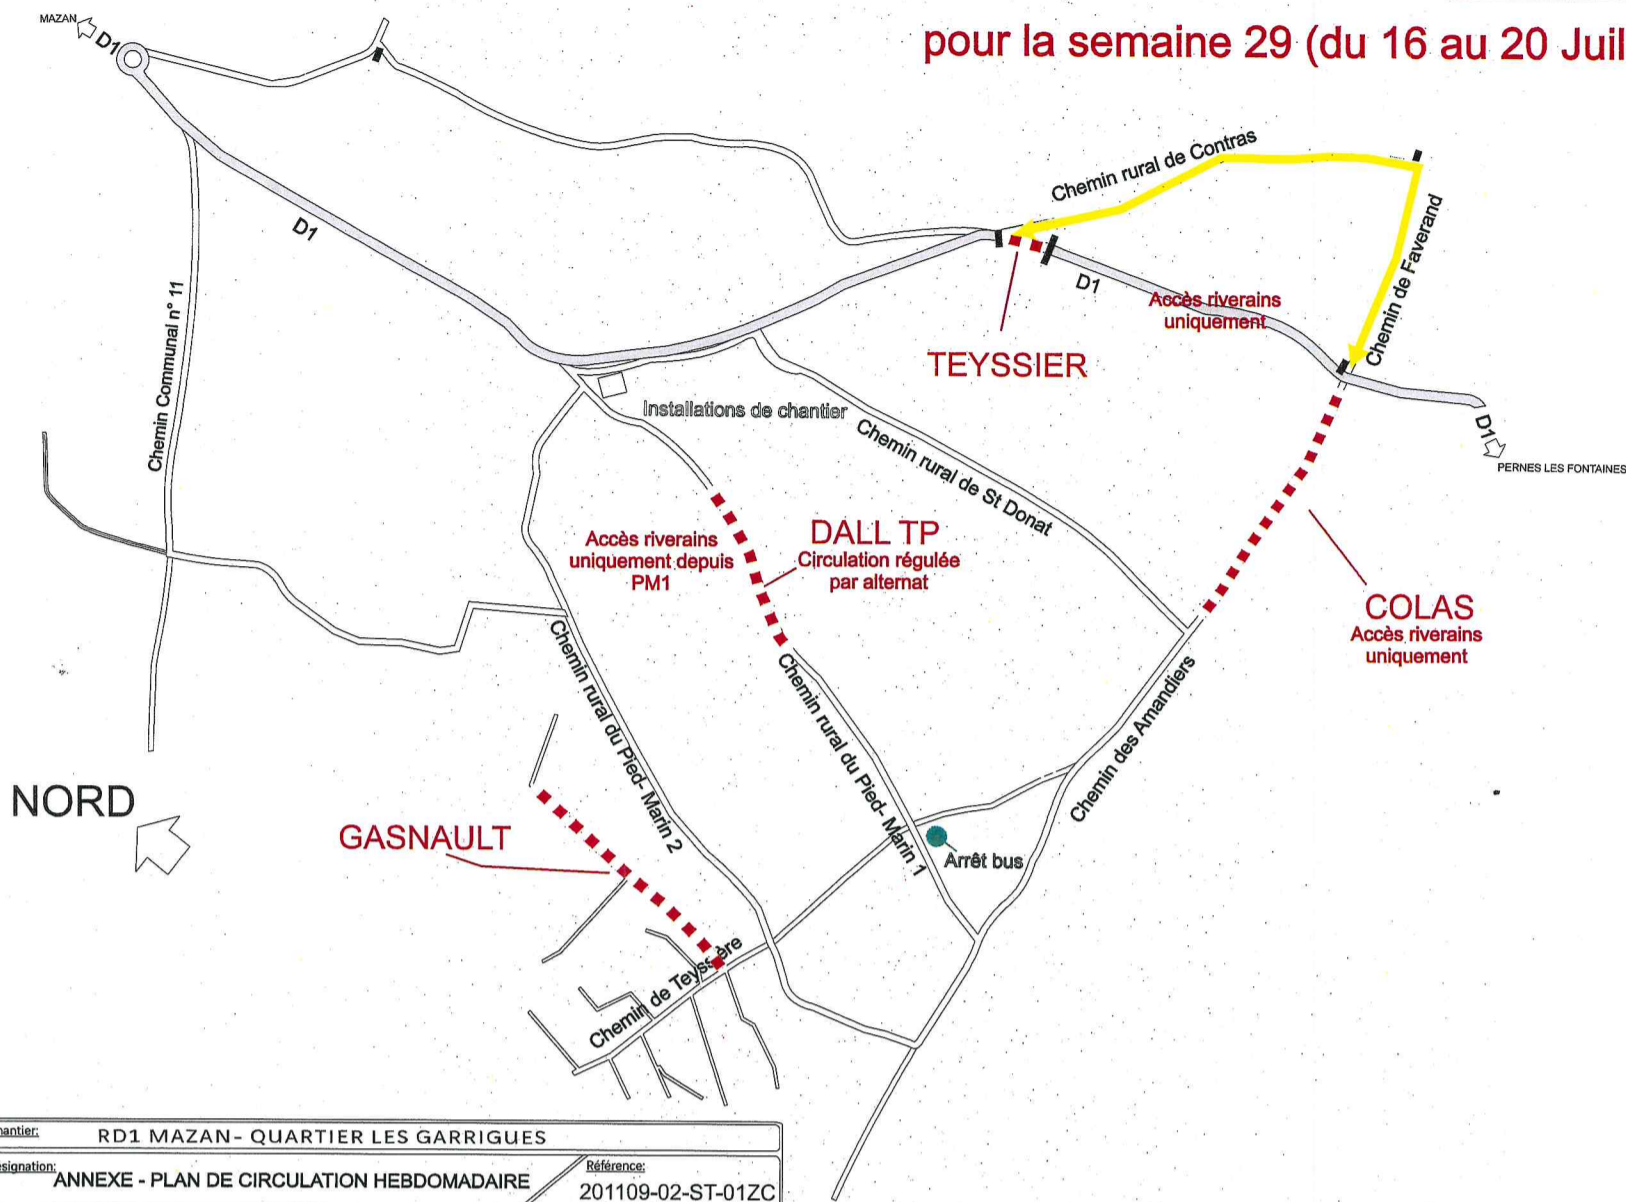 MAZAN
D1
pour la semaine 29 (du 16 au 20 Juil
Chemin rural de Contras
D1
Chemin de Faverand
Chemin Communal n° 11
D1
Accès riverains
uniquement
TEYSSIER
Installations de chantier
Chemin rural de St Donat
D1
PERNES LES FONTAINES
Accès riverains
uniquement depuis
PM1
DALL TP
Circulation régulée
par alternat
COLAS
Accès riverains
uniquement
Chemin rural du Pied- Marin 2
Chemin rural du Pied- Marin 1
Chemin des Amandiers
NORD
GASNAULT
Arrêt bus
Chemin de Teyssère
hantier:
RD1 MAZAN- QUARTIER LES GARRIGUES
signation:
ANNEXE - PLAN DE CIRCULATION HEBDOMADAIRE
Référence:
201109-02-ST-01ZC